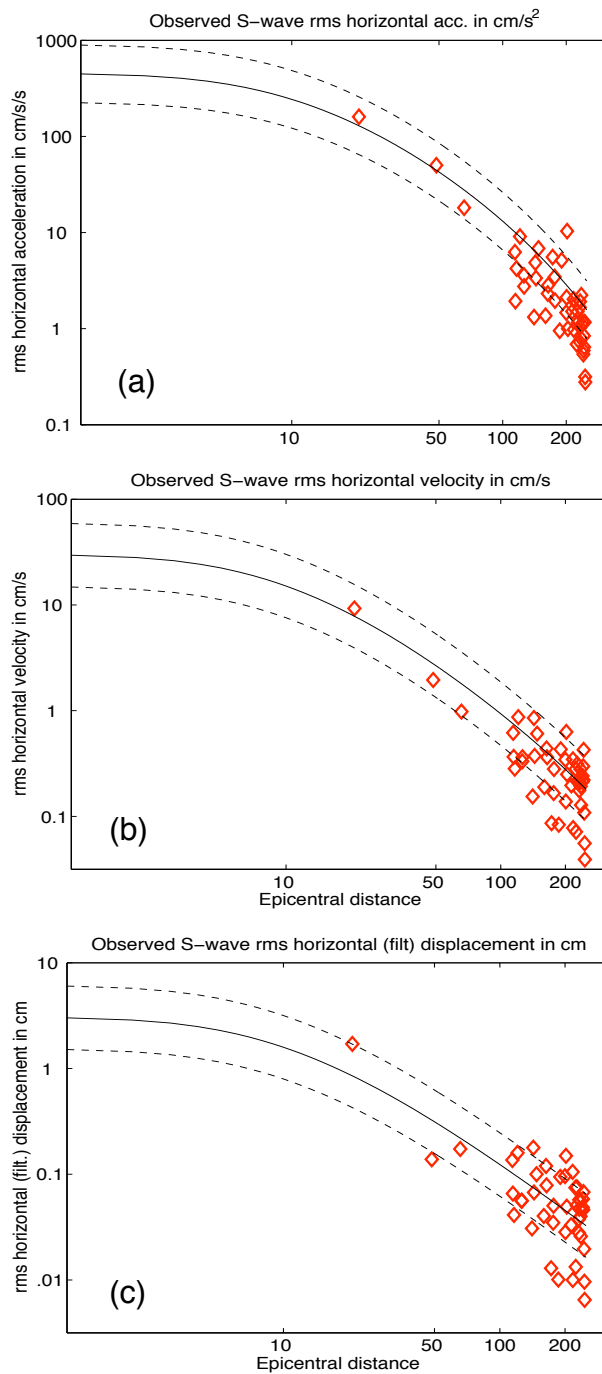 Observed S-wave rms horizontal acc. in cm/s²
rms horizontal acceleration in cm/s/s
1000
100
10
1
0.1
(a)
10 50 100 200
Observed S-wave rms horizontal velocity in cm/s
rms horizontal velocity in cm/s
100
10
1
0.1
(b)
10 50 100 200
Epicentral distance
Observed S-wave rms horizontal (filt) displacement in cm
rms horizontal (filt.) displacement in cm
10
1
0.1
.01
(c)
10 50 100 200
Epicentral distance